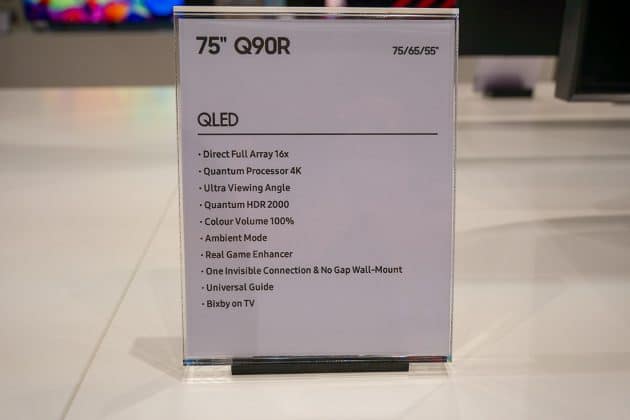 75" Q90R
75/65/55"
QLED
• Direct Full Array 16x
• Quantum Processor 4K
• Ultra Viewing Angle
• Quantum HDR 2000
• Colour Volume 100%
• Ambient Mode
• Real Game Enhancer
• One Invisible Connection & No Gap Wall-Mount
• Universal Guide
• Bixby on TV